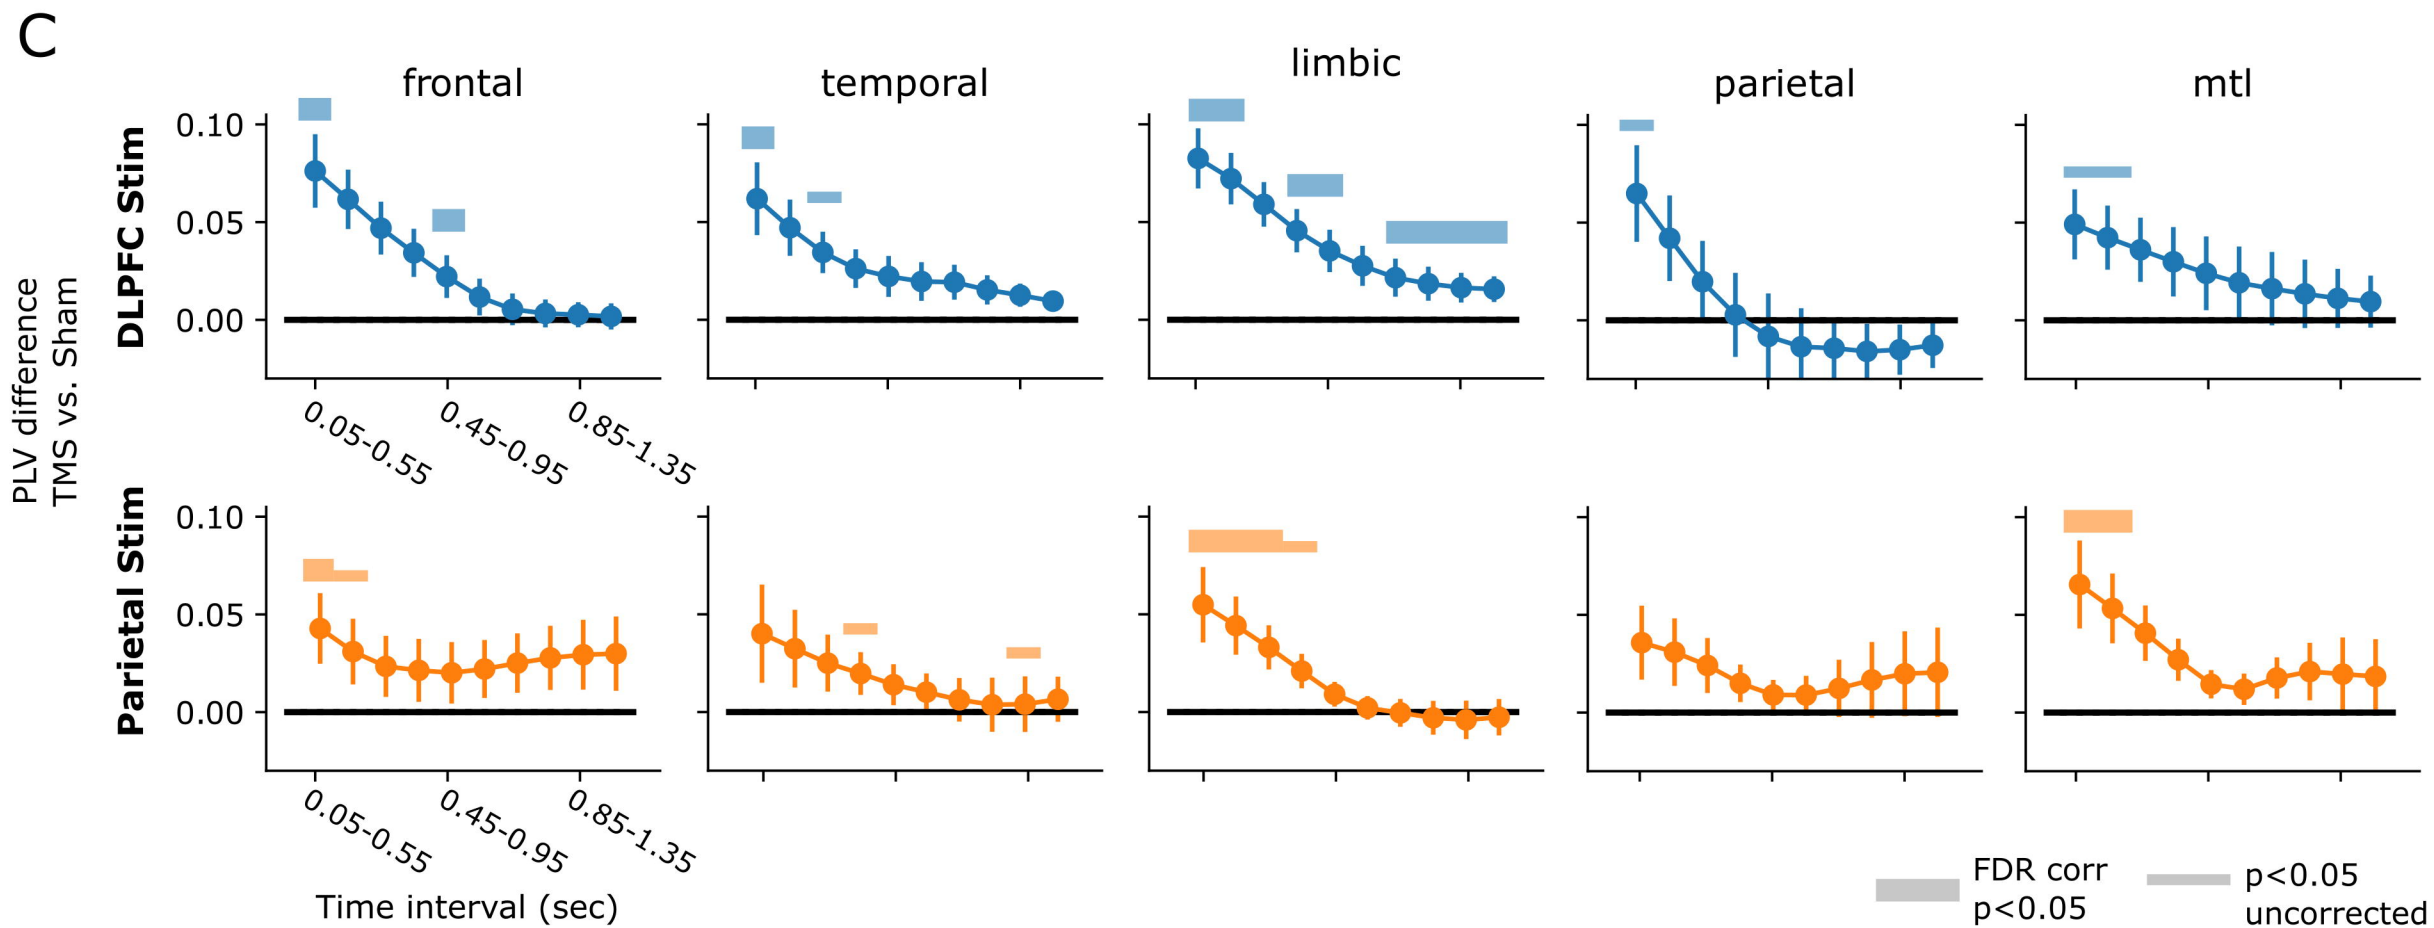 C
frontal
temporal
limbic
parietal
mtl
PLV difference
TMS vs. Sham
DLPFC Stim
0.10
0.05
0.00
0.05-0.55
0.45-0.95
0.85-1.35
Parietal Stim
0.10
0.05
0.00
0.05-0.55
0.45-0.95
0.85-1.35
Time interval (sec)
FDR corr
p<0.05
p<0.05
uncorrected